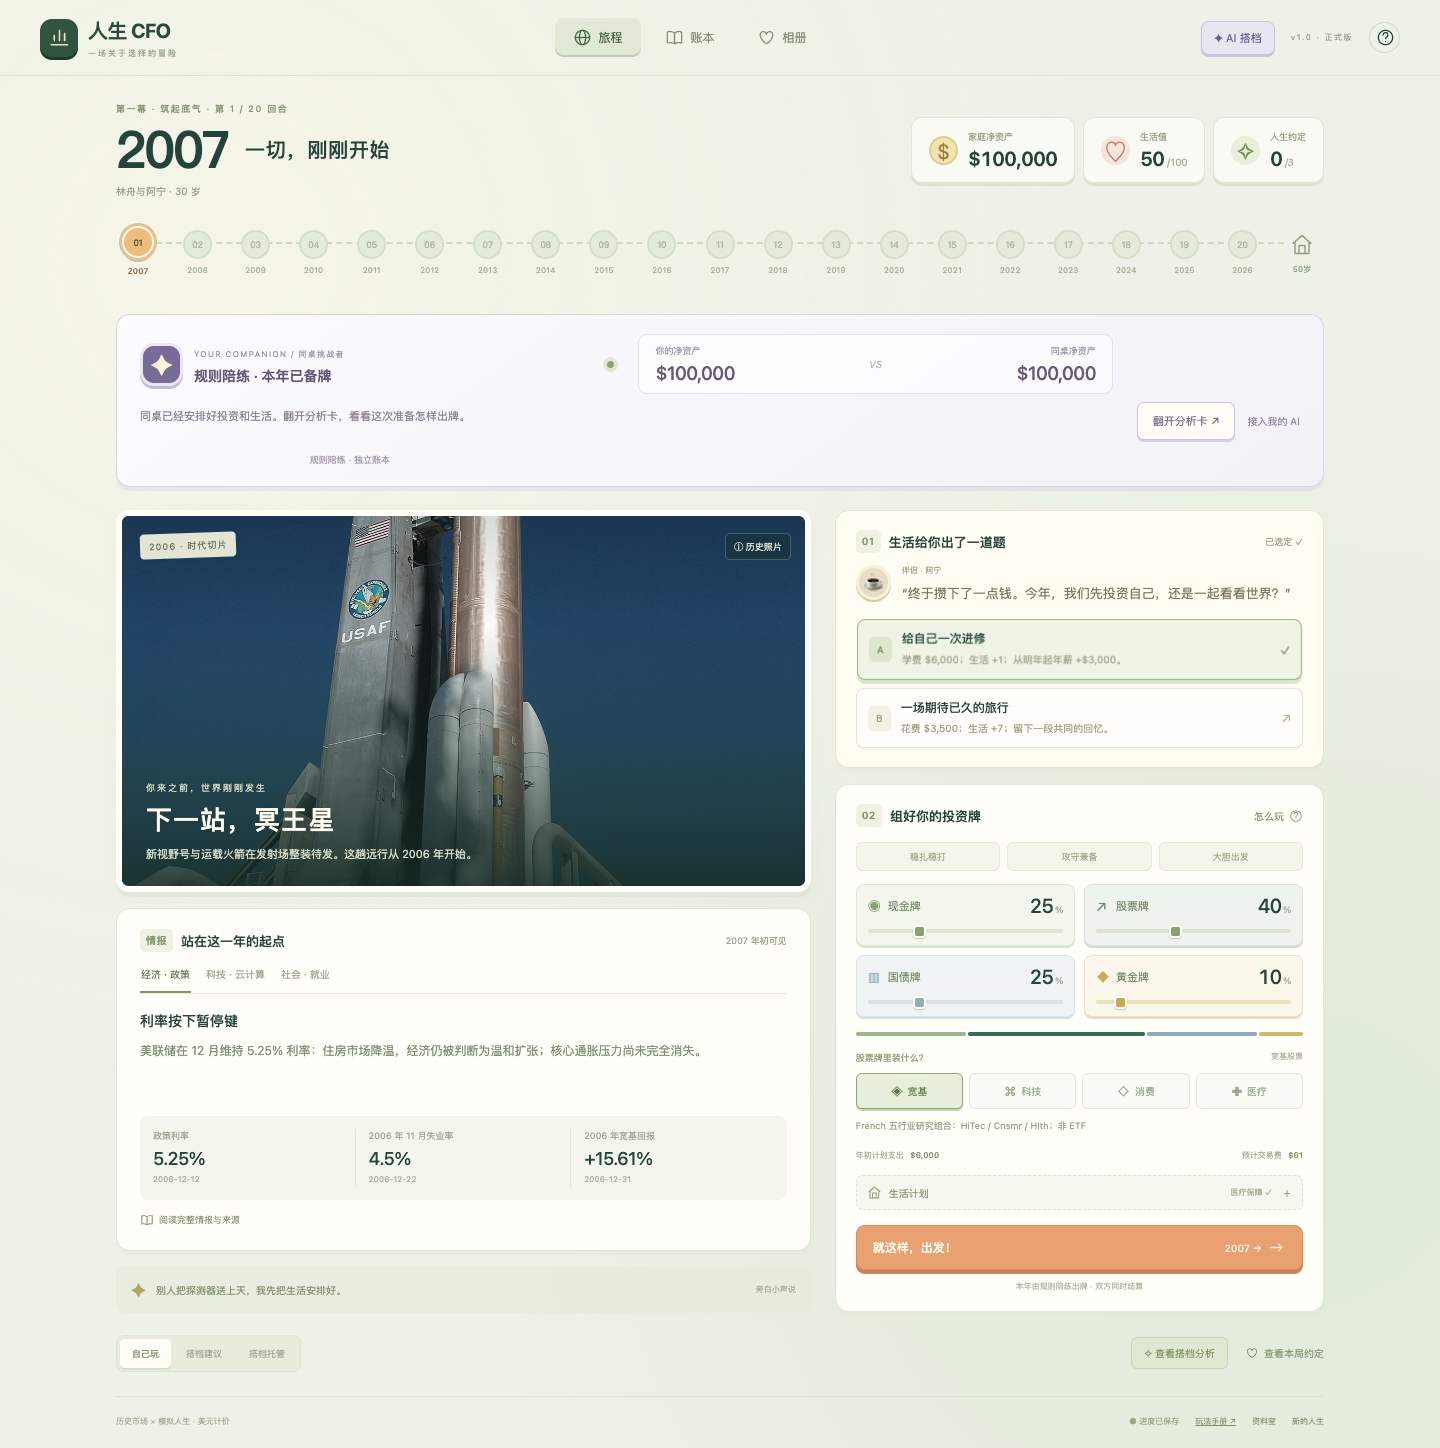 人生 CFO
一场关于选择的冒险
旅程
账本
相册
✦ AI 搭档
v1.0 · 正式版
第一幕 · 筑起底气 · 第 1 / 20 回合
2007 一切，刚刚开始
林舟与阿宁 · 30 岁
家庭净资产
$100,000
生活值
50 /100
人生约定
0 /3
01 02 03 04 05 06 07 08 09 10 11 12 13 14 15 16 17 18 19 20
2007 2008 2009 2010 2011 2012 2013 2014 2015 2016 2017 2018 2019 2020 2021 2022 2023 2024 2025 2026 50岁
YOUR COMPANION / 同桌挑战者
规则陪练 · 本年已备牌
同桌已经安排好投资和生活。翻开分析卡，看看这次准备怎样出牌。
规则陪练 · 独立账本
你的净资产
$100,000
VS
同桌净资产
$100,000
翻开分析卡 ↗
接入我的 AI
2006 · 时代切片
ⓘ 历史照片
USAF
你来之前，世界刚刚发生
下一站，冥王星
新视野号与运载火箭在发射场整装待发。这趟远行从 2006 年开始。
情报 站在这一年的起点
2007 年初可见
经济 · 政策
科技 · 云计算
社会 · 就业
利率按下暂停键
美联储在 12 月维持 5.25% 利率：住房市场降温，经济仍被判断为温和扩张；核心通胀压力尚未完全消失。
政策利率
5.25%
2006-12-12
2006 年 11 月失业率
4.5%
2006-12-22
2006 年宽基回报
+15.61%
2006-12-31
阅读完整情报与来源
别人把探测器送上天，我先把生活安排好。
旁白小声说
01 生活给你出了一道题
已选定 ✓
伴侣 · 阿宁
“终于攒下了一点钱。今年，我们先投资自己，还是一起看看世界？”
A
给自己一次进修
学费 $6,000；生活 +1；从明年起年薪 +$3,000。
✓
B
一场期待已久的旅行
花费 $3,500；生活 +7；留下一段共同的回忆。
↗
02 组好你的投资牌
怎么玩
稳扎稳打
攻守兼备
大胆出发
现金牌 25%
股票牌 40%
国债牌 25%
黄金牌 10%
股票牌里装什么？
宽基股票
◈ 宽基
⌘ 科技
◇ 消费
✚ 医疗
French 五行业研究组合：HiTec / Cnsmr / Hlth；非 ETF
年初计划支出 $6,000
预计交易费 $61
生活计划
医疗保障 ✓ +
就这样，出发！
2007 → →
本年由规则陪练出牌 · 双方同时结算
自己玩
搭档建议
搭档托管
✧ 查看搭档分析
查看本局约定
历史市场 × 模拟人生 · 美元计价
进度已保存
玩法手册 ↗
资料室
新的人生